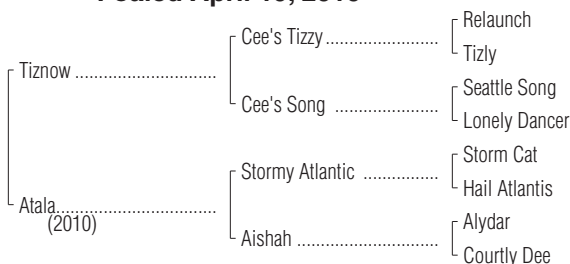 Foaled April
Relaunch
Cee's Tizzy ........................
Tizly
Tiznow ..............................
Seattle Song
Cee's Song ......................
Lonely Dancer
Storm Cat
Stormy Atlantic ................
Hail Atlantis
Atala..................................
(2010)
Alydar
Aishah ..............................
Courtly Dee